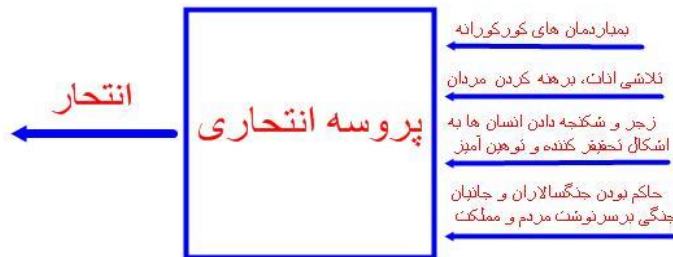 بمباردمان های کورکورانه
تلاشی اناث، برهنه کردن مردان
زجر و شکنجه دادن انسان ها به
اشکال تحقیر کننده و توهین آمیز
حاکم بودن جنگسالاران و جانیان
جنگی برسرنوشت مردم و مملکت
پروسه انتحاری
انتحار